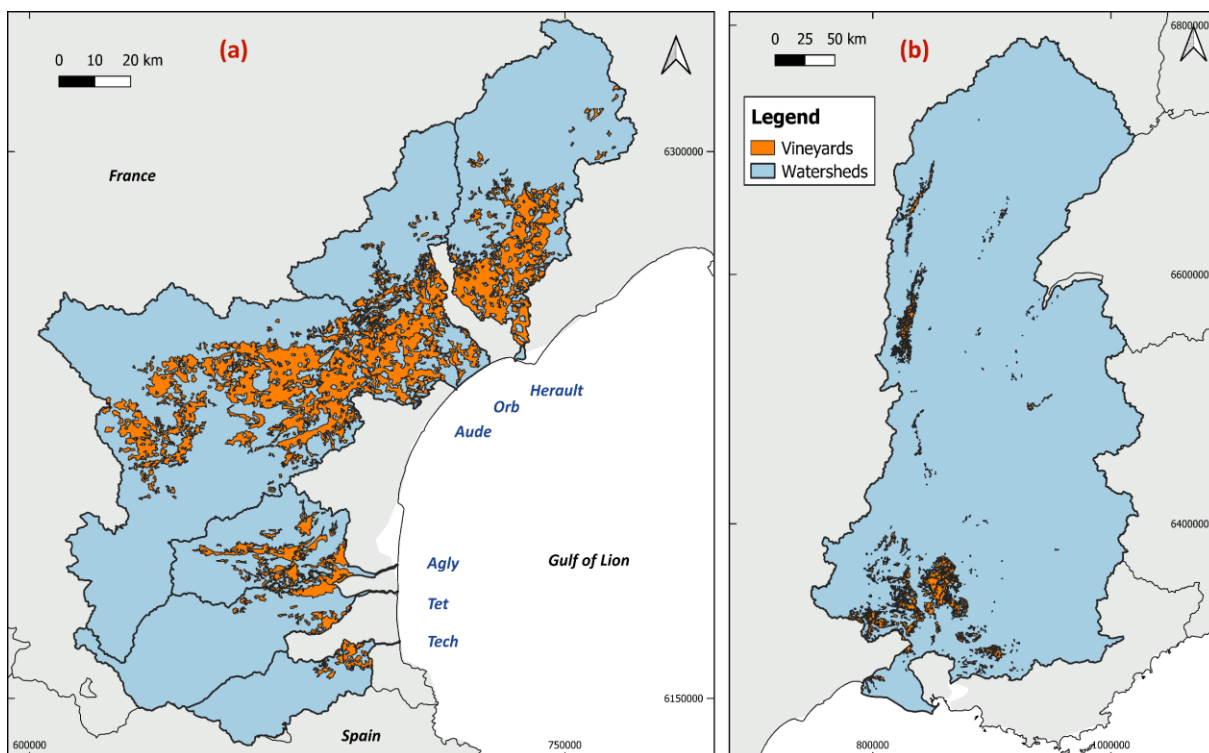 (a)
0 10 20 km
6300000
France
Herault
Orb
Aude
Agly
Gulf of Lion
Tet
Tech
6150000
Spain
600000
750000
(b)
0 25 50 km
6800000
Legend
Vineyards
Watersheds
6600000
6400000
800000
1000000